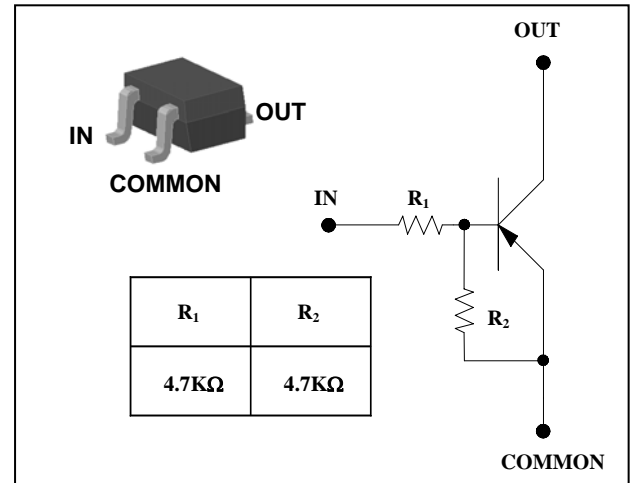 OUT
OUT
IN
COMMON
IN
R₁
R₂
R₁ R₂
4.7KΩ 4.7KΩ
COMMON